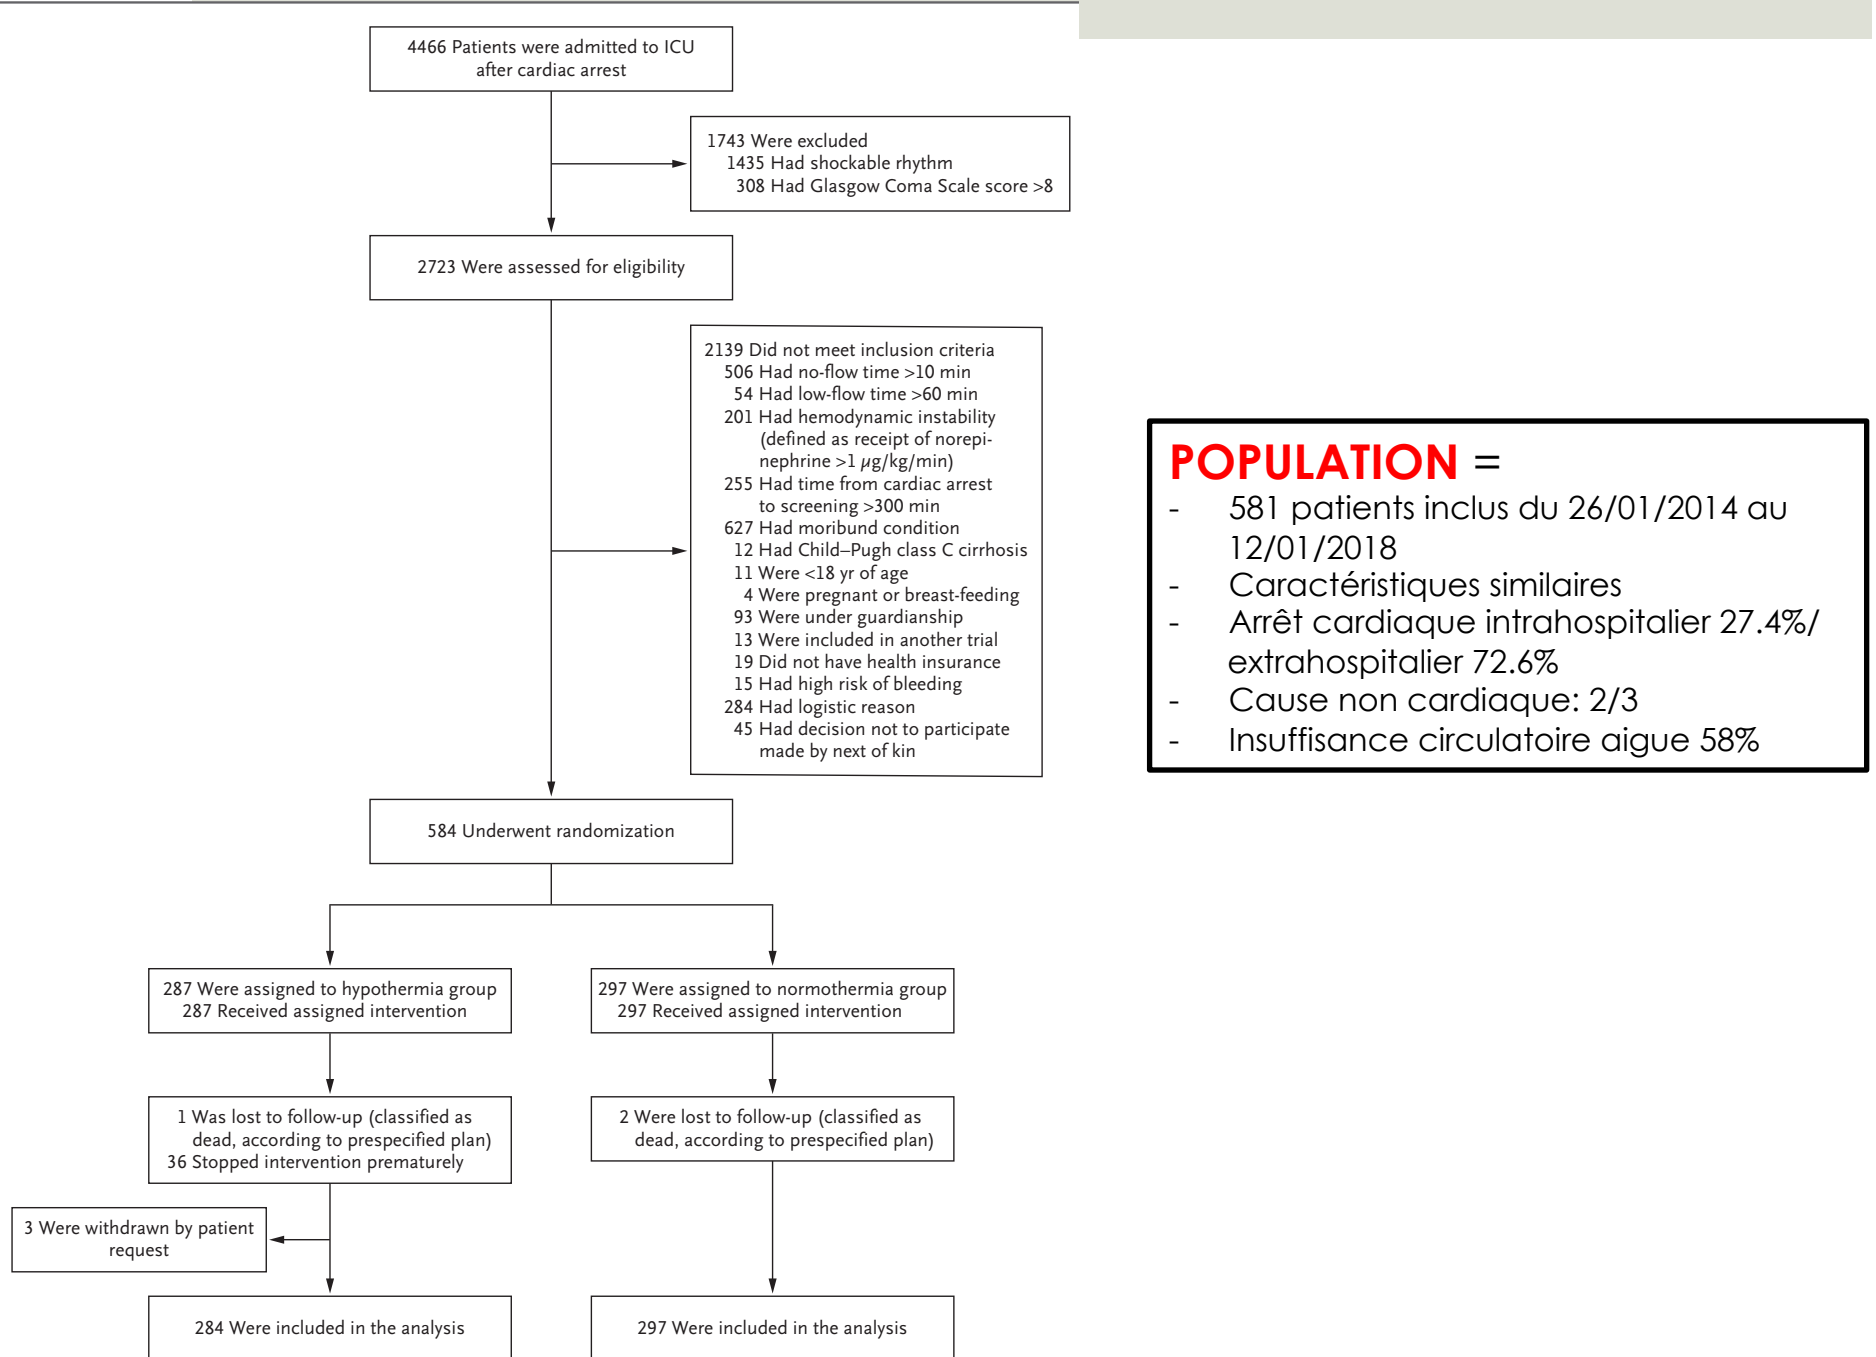 4466 Patients were admitted to ICU
after cardiac arrest
1743 Were excluded
1435 Had shockable rhythm
308 Had Glasgow Coma Scale score >8
2723 Were assessed for eligibility
2139 Did not meet inclusion criteria
506 Had no-flow time >10 min
54 Had low-flow time >60 min
201 Had hemodynamic instability
(defined as receipt of norepi-
nephrine >1 µg/kg/min)
255 Had time from cardiac arrest
to screening >300 min
627 Had moribund condition
12 Had Child–Pugh class C cirrhosis
11 Were <18 yr of age
4 Were pregnant or breast-feeding
93 Were under guardianship
13 Were included in another trial
19 Did not have health insurance
15 Had high risk of bleeding
284 Had logistic reason
45 Had decision not to participate
made by next of kin
584 Underwent randomization
287 Were assigned to hypothermia group
287 Received assigned intervention
297 Were assigned to normothermia group
297 Received assigned intervention
1 Was lost to follow-up (classified as
dead, according to prespecified plan)
36 Stopped intervention prematurely
2 Were lost to follow-up (classified as
dead, according to prespecified plan)
3 Were withdrawn by patient
request
284 Were included in the analysis
297 Were included in the analysis
POPULATION =
- 581 patients inclus du 26/01/2014 au
12/01/2018
- Caractéristiques similaires
- Arrêt cardiaque intrahospitalier 27.4%/
extrahospitalier 72.6%
- Cause non cardiaque: 2/3
- Insuffisance circulatoire aigue 58%